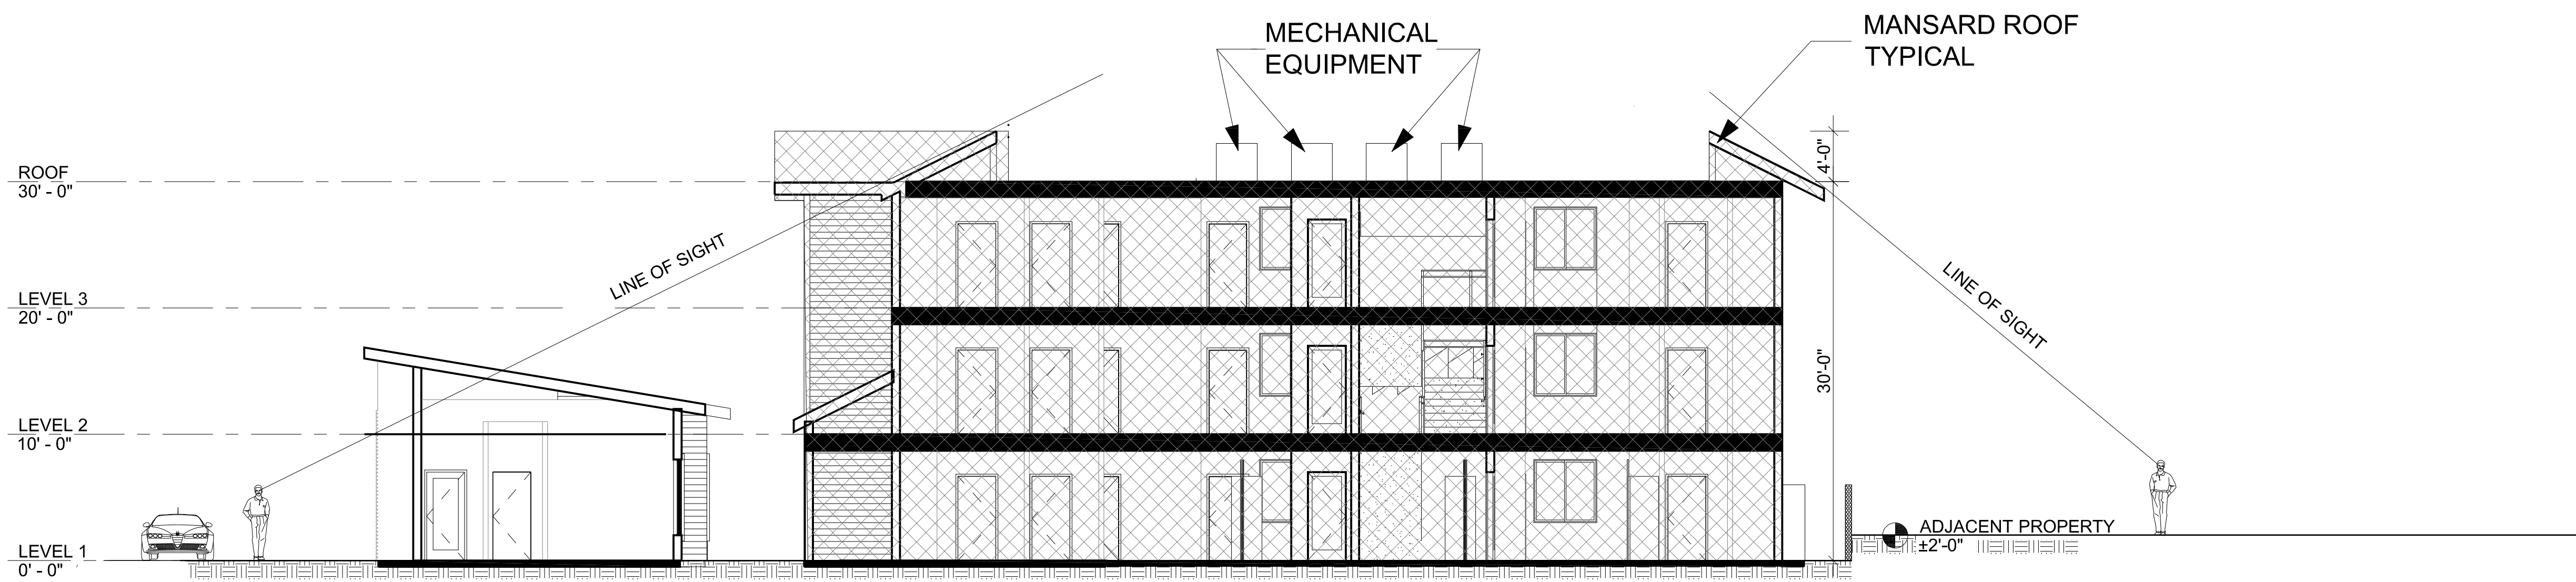 MECHANICAL
EQUIPMENT
MANSARD ROOF
TYPICAL
ROOF
30' - 0"
4'-0"
LINE OF SIGHT
LINE OF SIGHT
LEVEL 3
20' - 0"
30'-0"
LEVEL 2
10' - 0"
ADJACENT PROPERTY
±2'-0"
LEVEL 1
0' - 0"